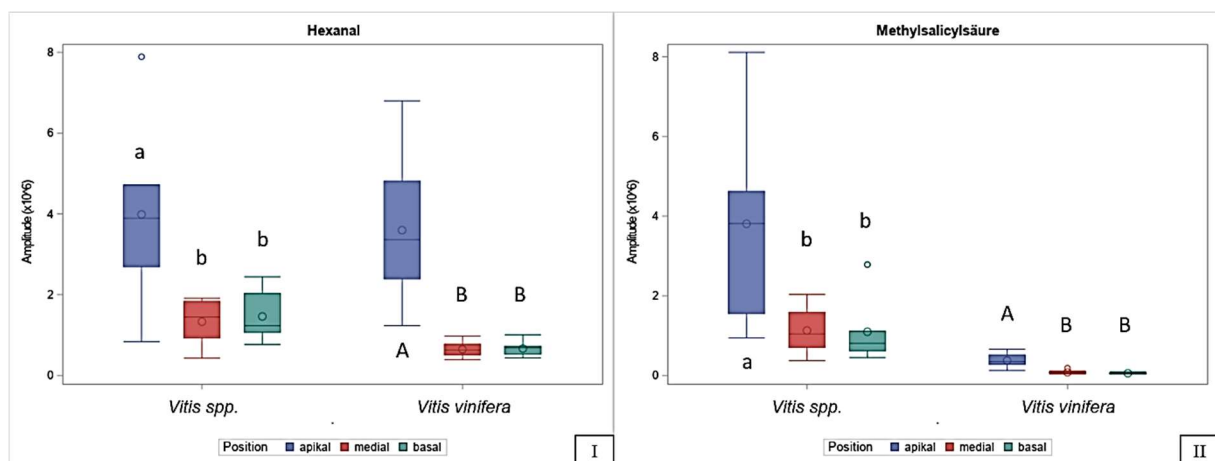 Hexanal
8
6
4
2
0
Amplitude (x10^6)
a
b
b
A
B
B
Vitis spp.
Vitis vinifera
Position apikal medial basal
I
Methylsalicylsäure
8
6
4
2
0
Amplitude (x10^6)
a
b
b
A
B
B
Vitis spp.
Vitis vinifera
Position apikal medial basal
II